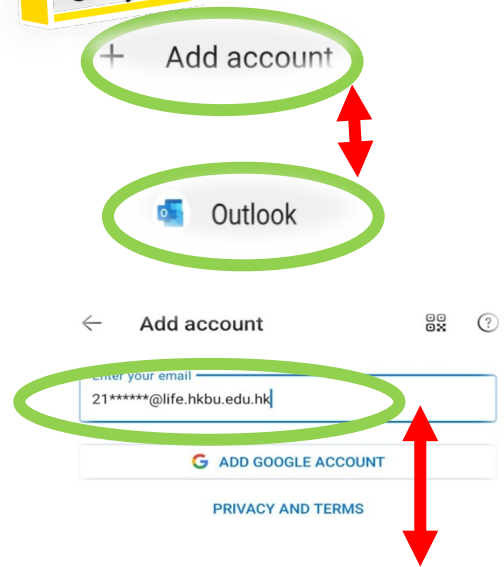 + Add account
Outlook
Add account
Enter your email
21******@life.hkbu.edu.hk
G ADD GOOGLE ACCOUNT
PRIVACY AND TERMS